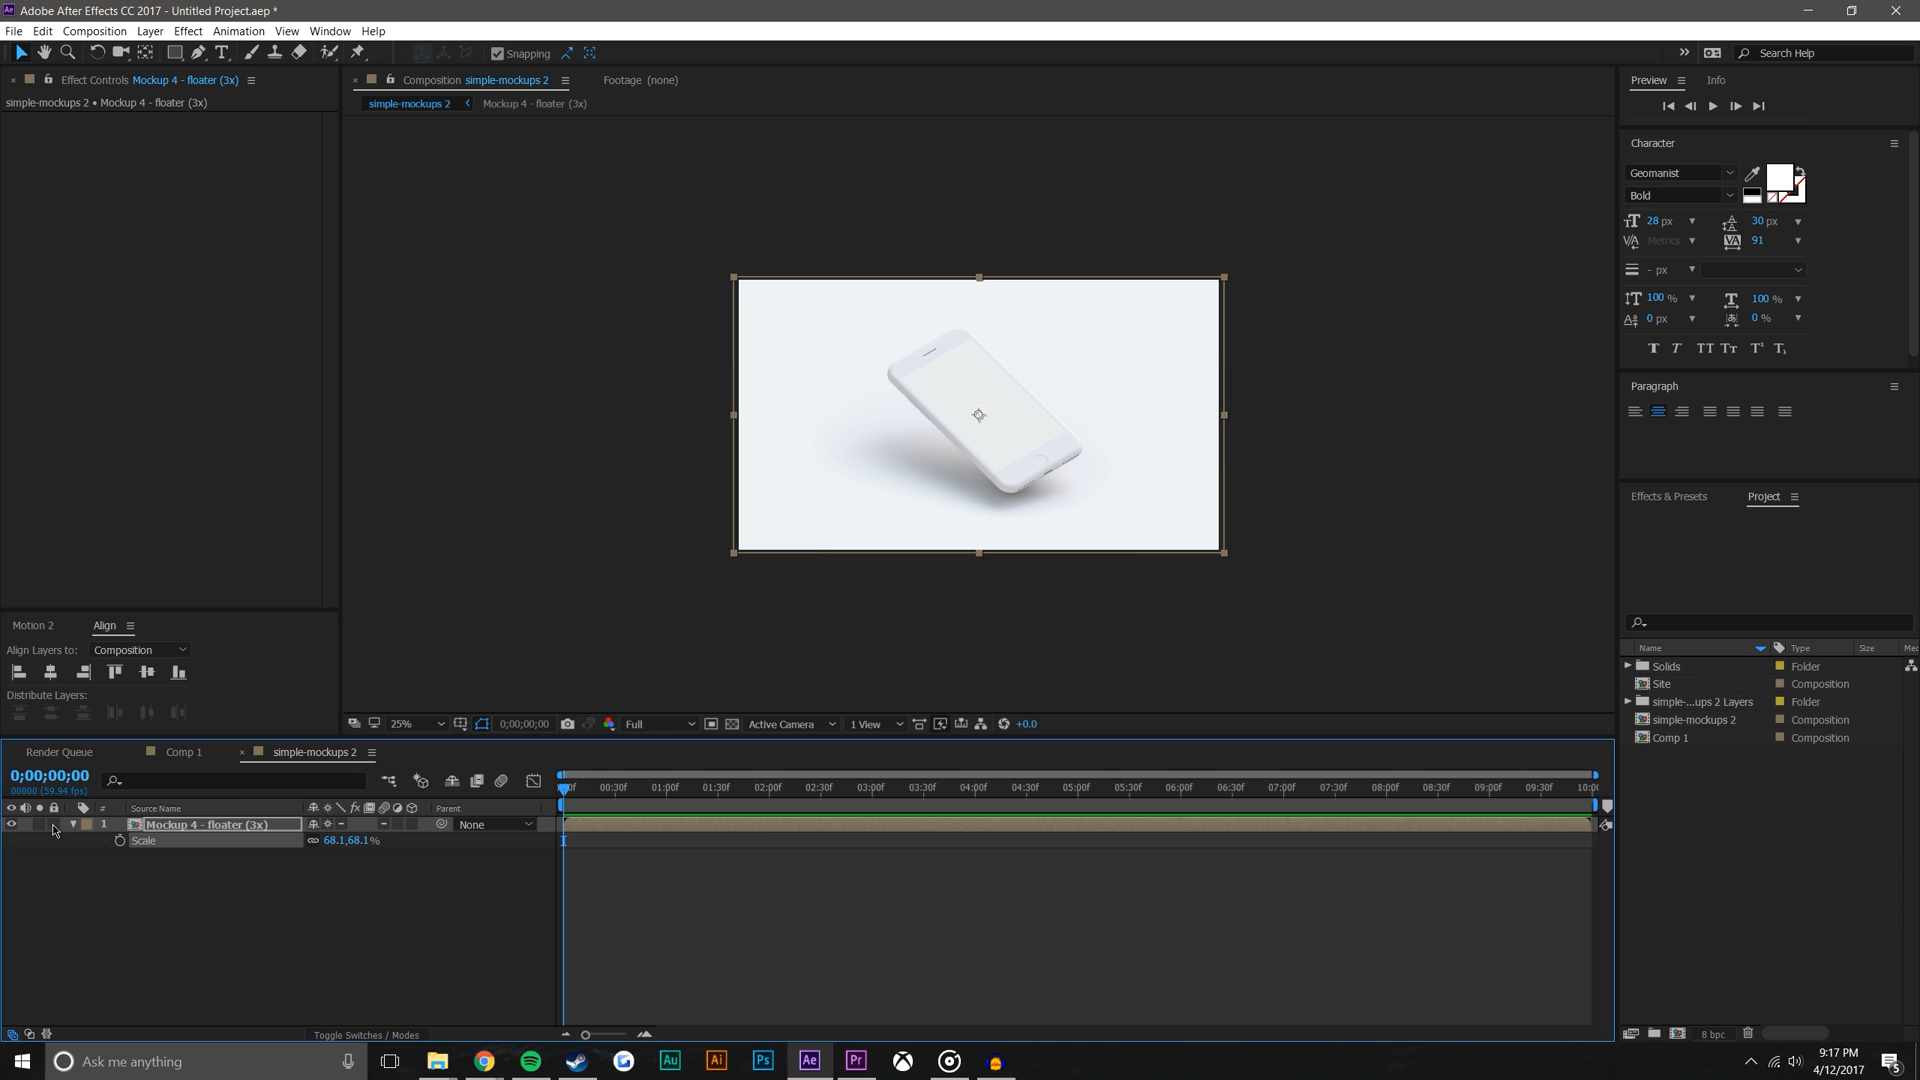 Adobe After Effects CC 2017 - Untitled Project.aep *
File Edit Composition Layer Effect Animation View Window Help
Snapping
Search Help
Effect Controls Mockup 4 - floater (3x)
simple-mockups 2 • Mockup 4 - floater (3x)
Composition simple-mockups 2
Footage (none)
simple-mockups 2
Mockup 4 - floater (3x)
Preview
Info
Character
Geomanist
Bold
28 px
30 px
Metrics
91
- px
100 %
100 %
0 px
0 %
Paragraph
Effects & Presets
Project
Name Type Size
Solids Folder
Site Composition
simple-...ups 2 Layers Folder
simple-mockups 2 Composition
Comp 1 Composition
8 bpc
Motion 2
Align
Align Layers to: Composition
Distribute Layers:
25%
0;00;00;00
Full
Active Camera
1 View
+0.0
Render Queue
Comp 1
simple-mockups 2
0;00;00;00
00000 (59.94 fps)
# Source Name
Parent
00:30f 01:00f 01:30f 02:00f 02:30f 03:00f 03:30f 04:00f 04:30f 05:00f 05:30f 06:00f 06:30f 07:00f 07:30f 08:00f 08:30f 09:00f 09:30f
1 Mockup 4 - floater (3x)
None
Scale
68.1,68.1%
Toggle Switches / Modes
Ask me anything
Au
Ai
Ps
Ae
Pr
9:17 PM
4/12/2017
5